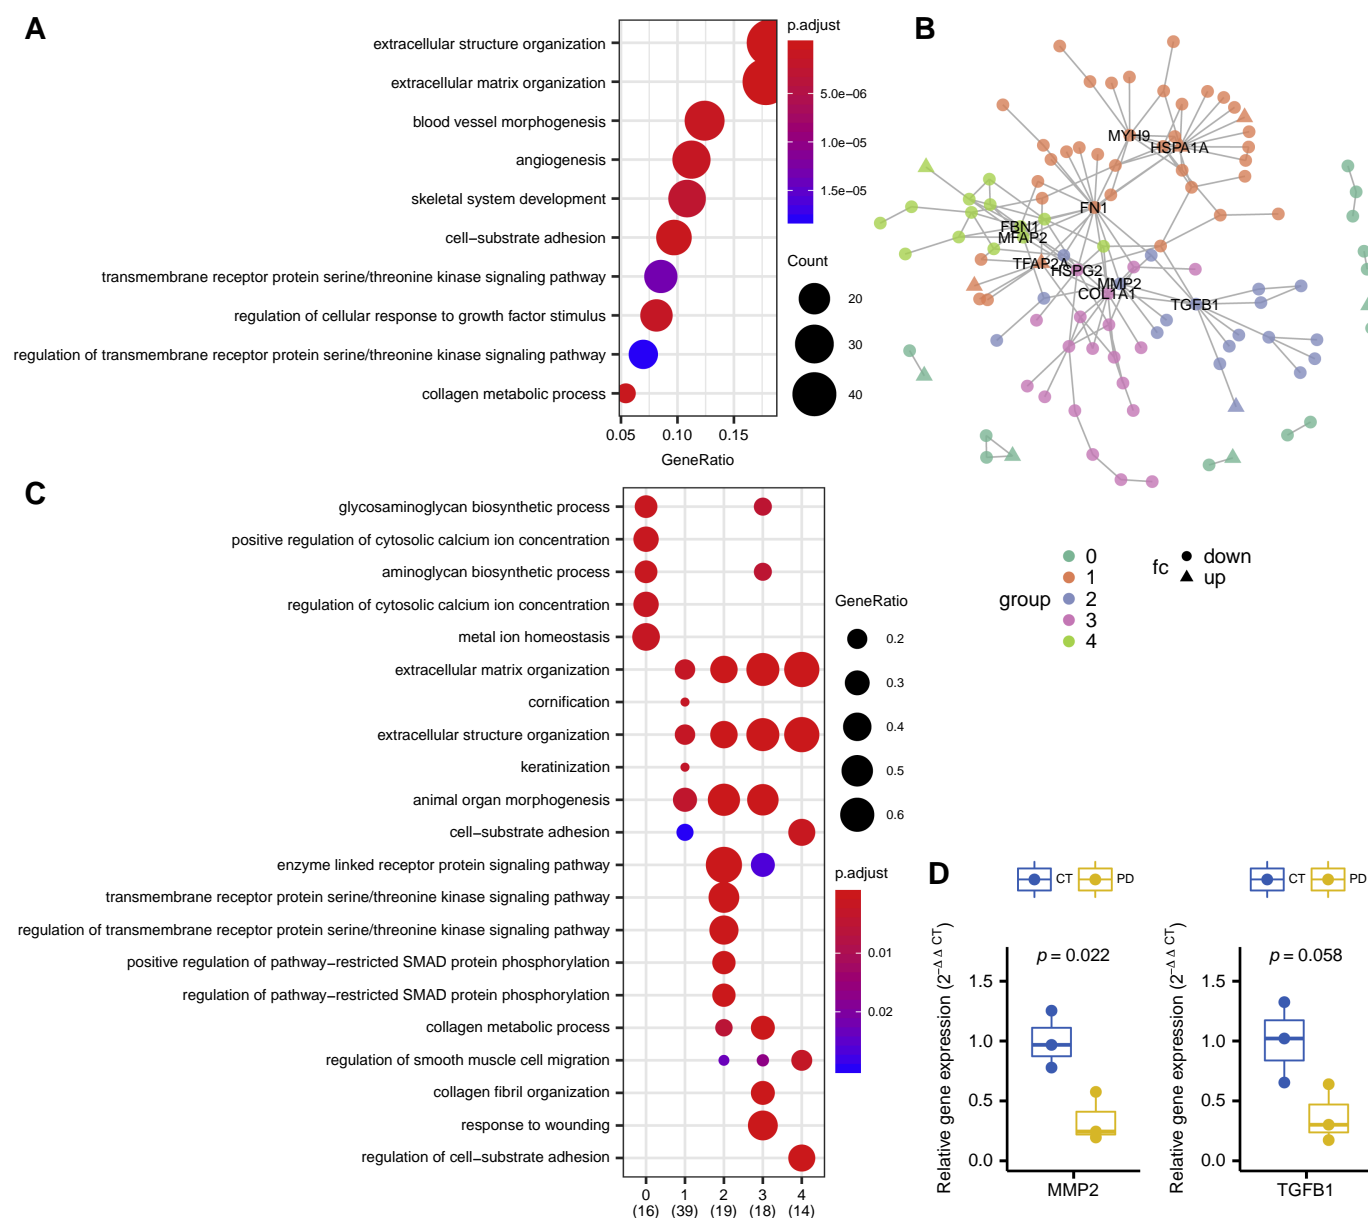 A
extracellular structure organization
extracellular matrix organization
blood vessel morphogenesis
angiogenesis
skeletal system development
cell−substrate adhesion
transmembrane receptor protein serine/threonine kinase signaling pathway
regulation of cellular response to growth factor stimulus
regulation of transmembrane receptor protein serine/threonine kinase signaling pathway
collagen metabolic process
0.05 0.10 0.15
GeneRatio
p.adjust
5.0e−06
1.0e−05
1.5e−05
Count
20
30
40
B
MYH9
HSPA1A
FN1
FBN1
MFAP2
TFAP2A
HSPG2
MMP2
COL1A1
TGFB1
group
0
1
2
3
4
fc
down
up
C
glycosaminoglycan biosynthetic process
positive regulation of cytosolic calcium ion concentration
aminoglycan biosynthetic process
regulation of cytosolic calcium ion concentration
metal ion homeostasis
extracellular matrix organization
cornification
extracellular structure organization
keratinization
animal organ morphogenesis
cell−substrate adhesion
enzyme linked receptor protein signaling pathway
transmembrane receptor protein serine/threonine kinase signaling pathway
regulation of transmembrane receptor protein serine/threonine kinase signaling pathway
positive regulation of pathway−restricted SMAD protein phosphorylation
regulation of pathway−restricted SMAD protein phosphorylation
collagen metabolic process
regulation of smooth muscle cell migration
collagen fibril organization
response to wounding
regulation of cell−substrate adhesion
0 1 2 3 4
(16) (39) (19) (18) (14)
GeneRatio
0.2
0.3
0.4
0.5
0.6
p.adjust
0.01
0.02
D
CT PD
Relative gene expression (2−Δ Δ CT)
p = 0.022
1.5
1.0
0.5
0.0
MMP2
CT PD
Relative gene expression (2−Δ Δ CT)
p = 0.058
1.5
1.0
0.5
0.0
TGFB1